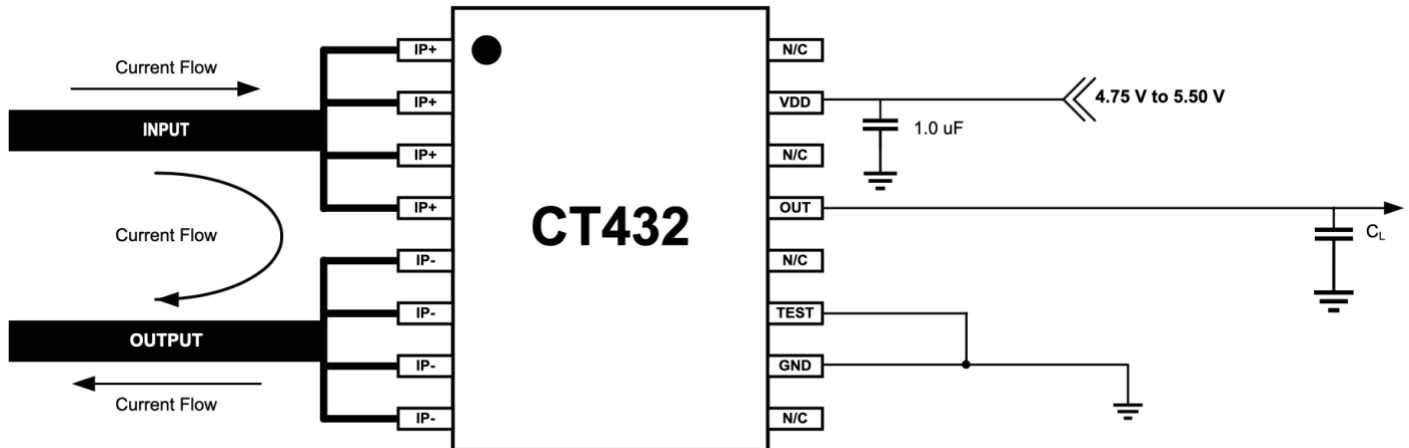 Current Flow
INPUT
Current Flow
OUTPUT
Current Flow
IP+
IP+
IP+
IP+
IP-
IP-
IP-
IP-
CT432
N/C
VDD
N/C
OUT
N/C
TEST
GND
N/C
4.75 V to 5.50 V
1.0 uF
CL